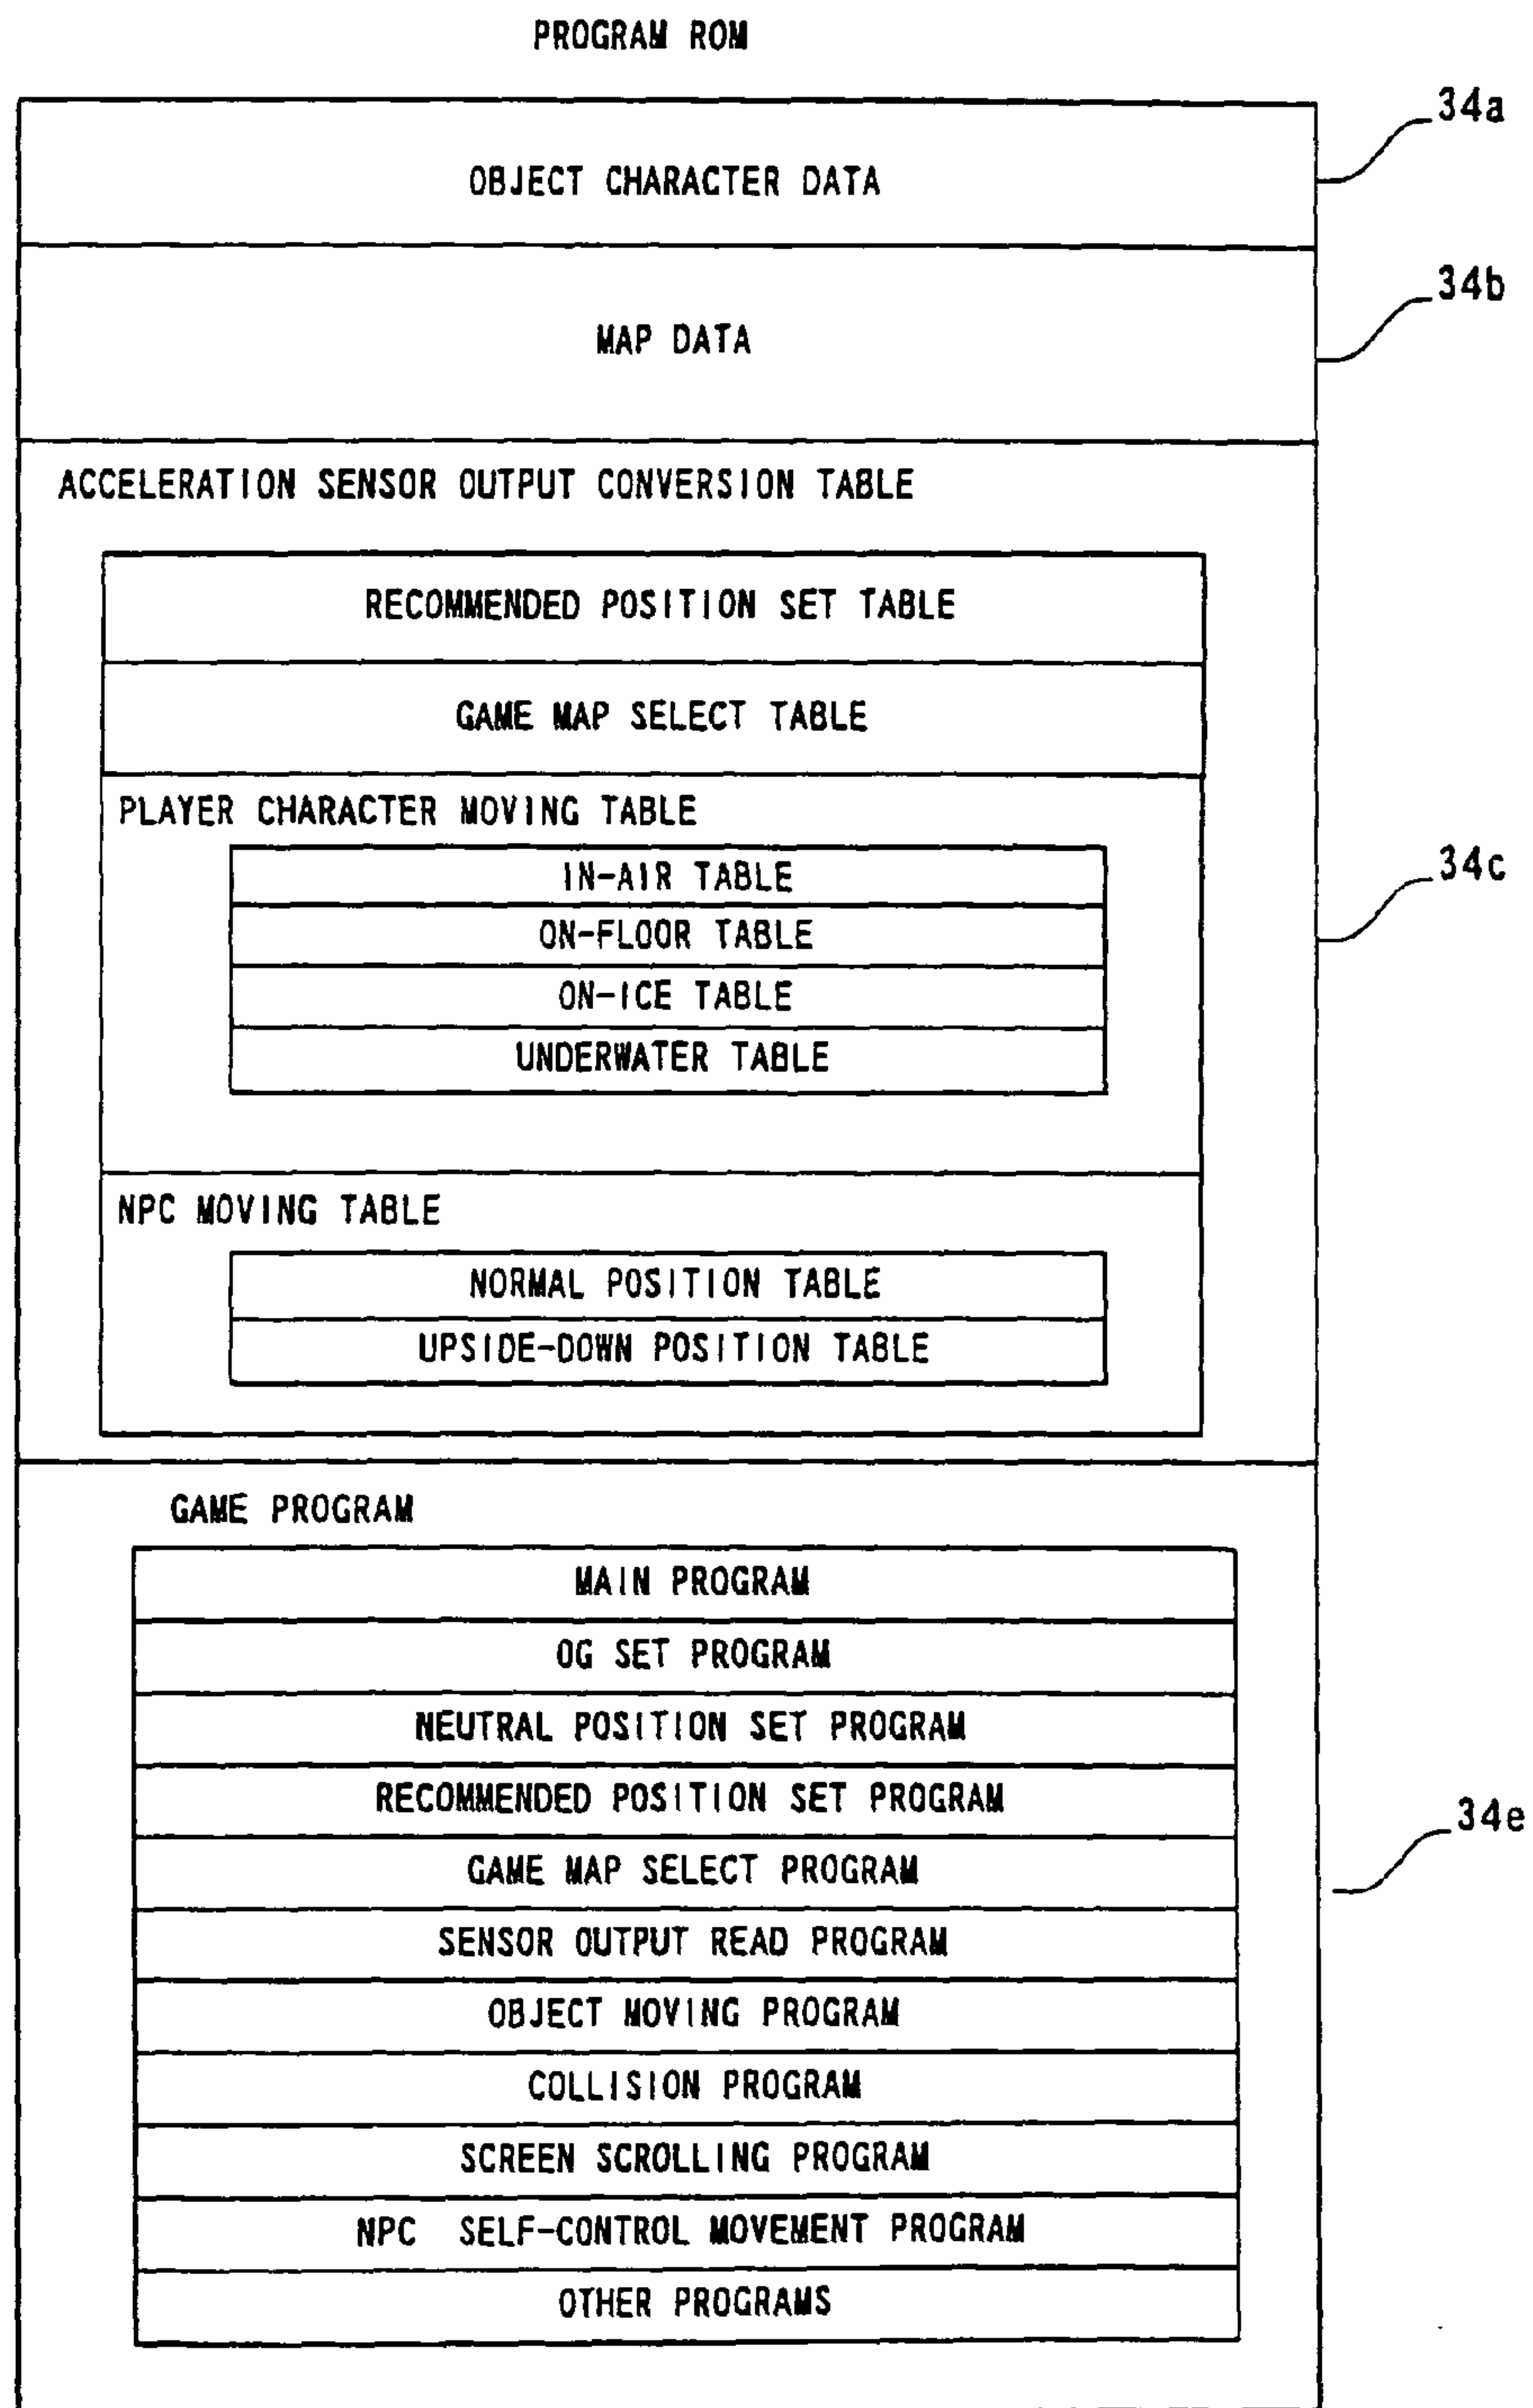 PROGRAM ROM
34a
OBJECT CHARACTER DATA
34b
MAP DATA
ACCELERATION SENSOR OUTPUT CONVERSION TABLE
RECOMMENDED POSITION SET TABLE
GAME MAP SELECT TABLE
PLAYER CHARACTER MOVING TABLE
34c
IN-AIR TABLE
ON-FLOOR TABLE
ON-ICE TABLE
UNDERWATER TABLE
NPC MOVING TABLE
NORMAL POSITION TABLE
UPSIDE-DOWN POSITION TABLE
GAME PROGRAM
MAIN PROGRAM
0G SET PROGRAM
NEUTRAL POSITION SET PROGRAM
RECOMMENDED POSITION SET PROGRAM
34e
GAME MAP SELECT PROGRAM
SENSOR OUTPUT READ PROGRAM
OBJECT MOVING PROGRAM
COLLISION PROGRAM
SCREEN SCROLLING PROGRAM
NPC SELF-CONTROL MOVEMENT PROGRAM
OTHER PROGRAMS